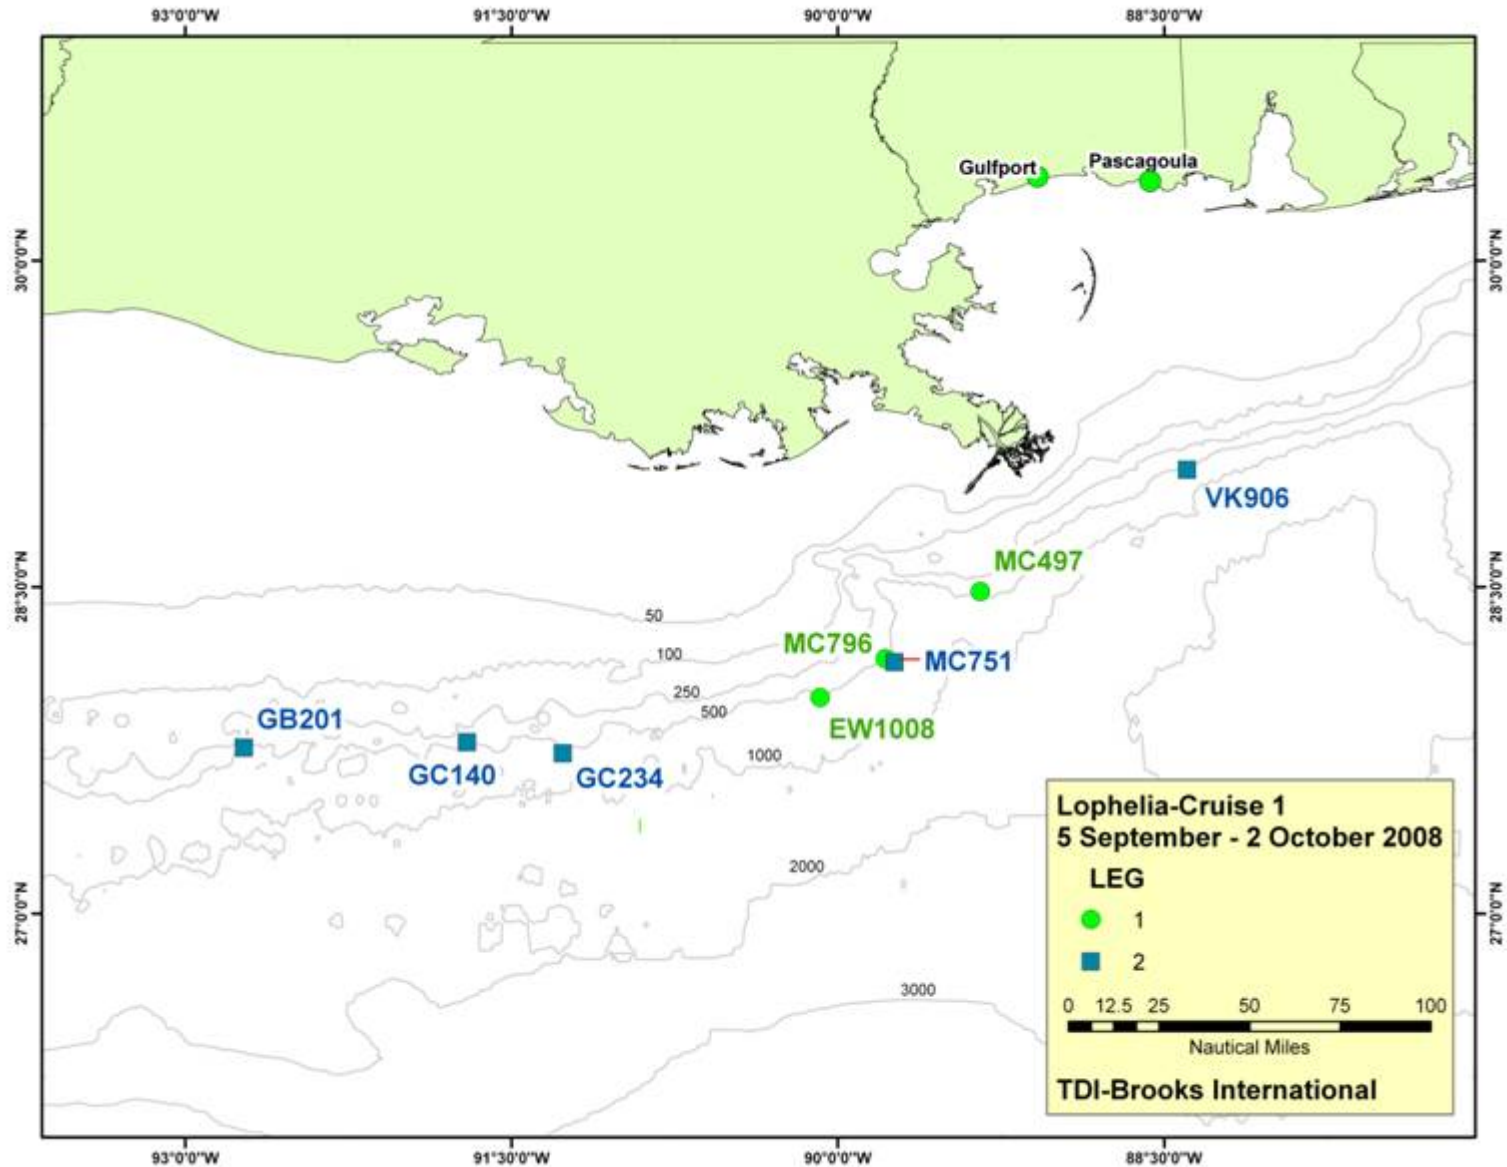 93°0'0"W
91°30'0"W
90°0'0"W
88°30'0"W
Gulfport
Pascagoula
30°0'0"N
30°0'0"N
VK906
MC497
28°30'0"N
28°30'0"N
50
MC796
100
MC751
250
GB201
500
EW1008
1000
GC140
GC234
Lophelia-Cruise 1
5 September - 2 October 2008
LEG
1
2
0 12.5 25 50 75 100
Nautical Miles
TDI-Brooks International
2000
27°0'0"N
27°0'0"N
3000
93°0'0"W
91°30'0"W
90°0'0"W
88°30'0"W